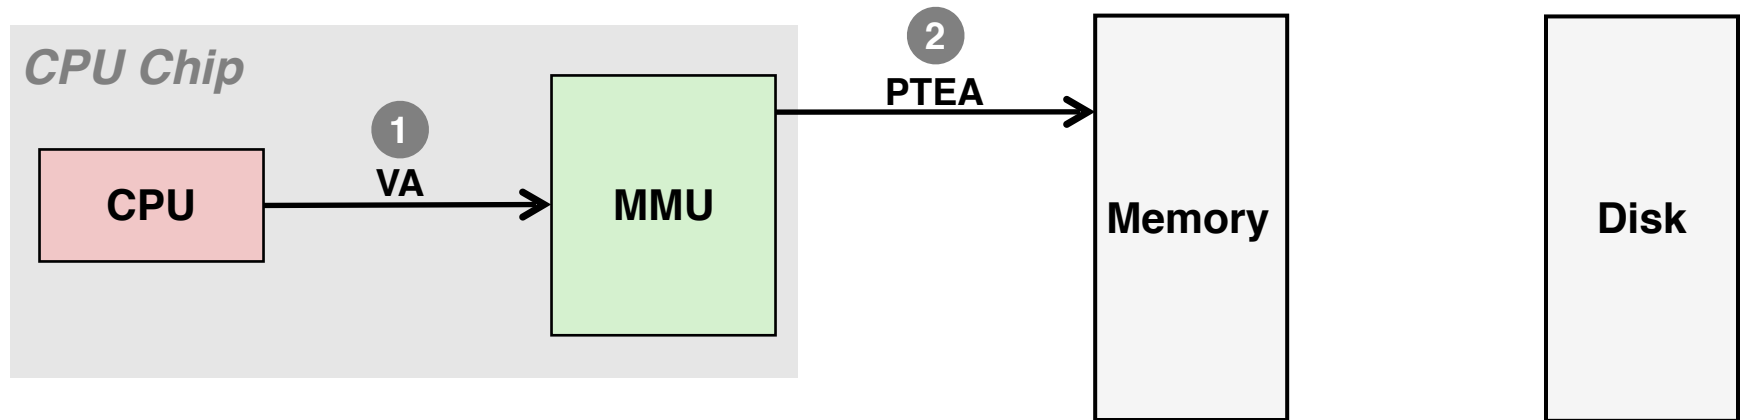 CPU Chip
2
PTEA
1
VA
CPU
MMU
Memory
Disk